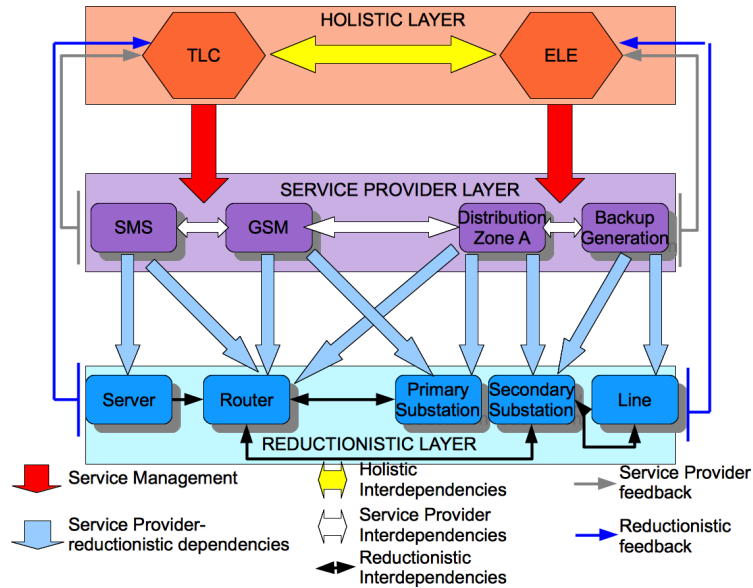 HOLISTIC LAYER
TLC
ELE
SERVICE PROVIDER LAYER
SMS
GSM
Distribution
Zone A
Backup
Generation
Server
Router
Primary
Substation
Secondary
Substation
Line
REDUCTIONISTIC LAYER
Service Management
Holistic
Interdependencies
Service Provider
feedback
Service Provider-
reductionistic dependencies
Service Provider
Interdependencies
Reductionistic
feedback
Reductionistic
Interdependencies